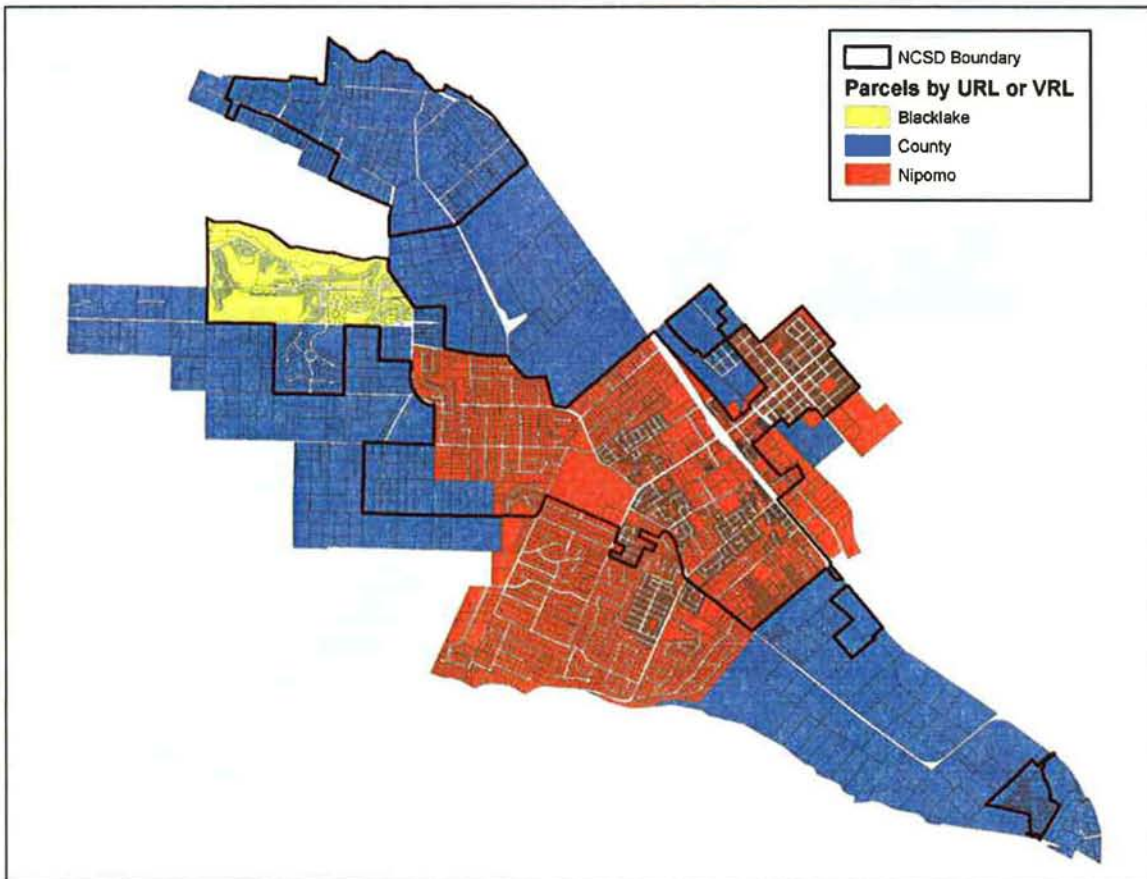 NCSD Boundary
Parcels by URL or VRL
Blacklake
County
Nipomo